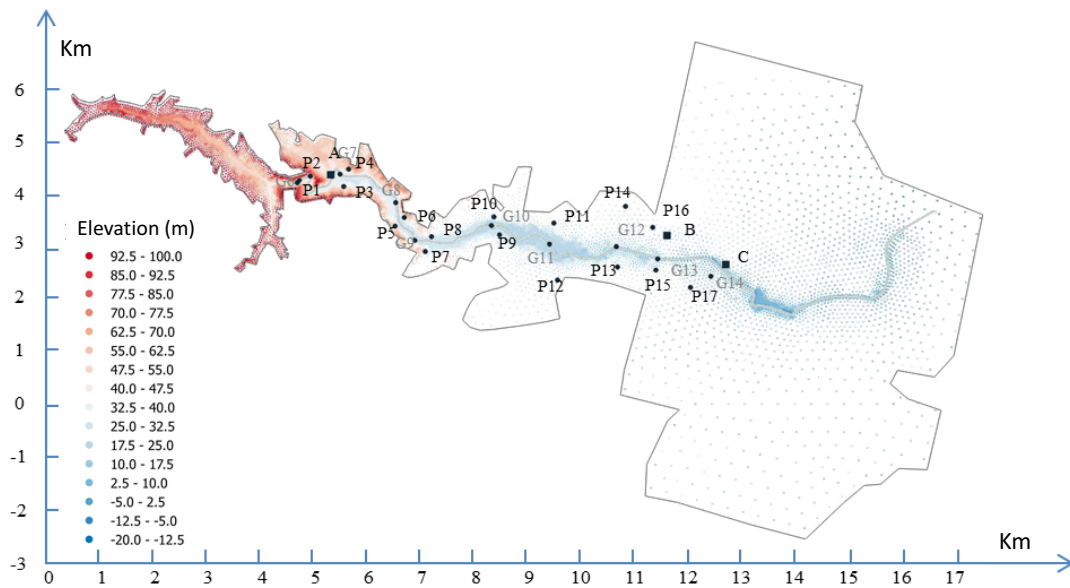 Km
6
5
4
3
2
1
0
-1
-2
-3
A G7
P2
P4
P1
P3
G8
P6
P5
G9
P8
P7
P10
G10
P9
P11
G11
P12
P14
P16
G12
B
P13
P15
G13
C
G14
P17
Elevation (m)
92.5 - 100.0
85.0 - 92.5
77.5 - 85.0
70.0 - 77.5
62.5 - 70.0
55.0 - 62.5
47.5 - 55.0
40.0 - 47.5
32.5 - 40.0
25.0 - 32.5
17.5 - 25.0
10.0 - 17.5
2.5 - 10.0
-5.0 - 2.5
-12.5 - -5.0
-20.0 - -12.5
Km
0 1 2 3 4 5 6 7 8 9 10 11 12 13 14 15 16 17